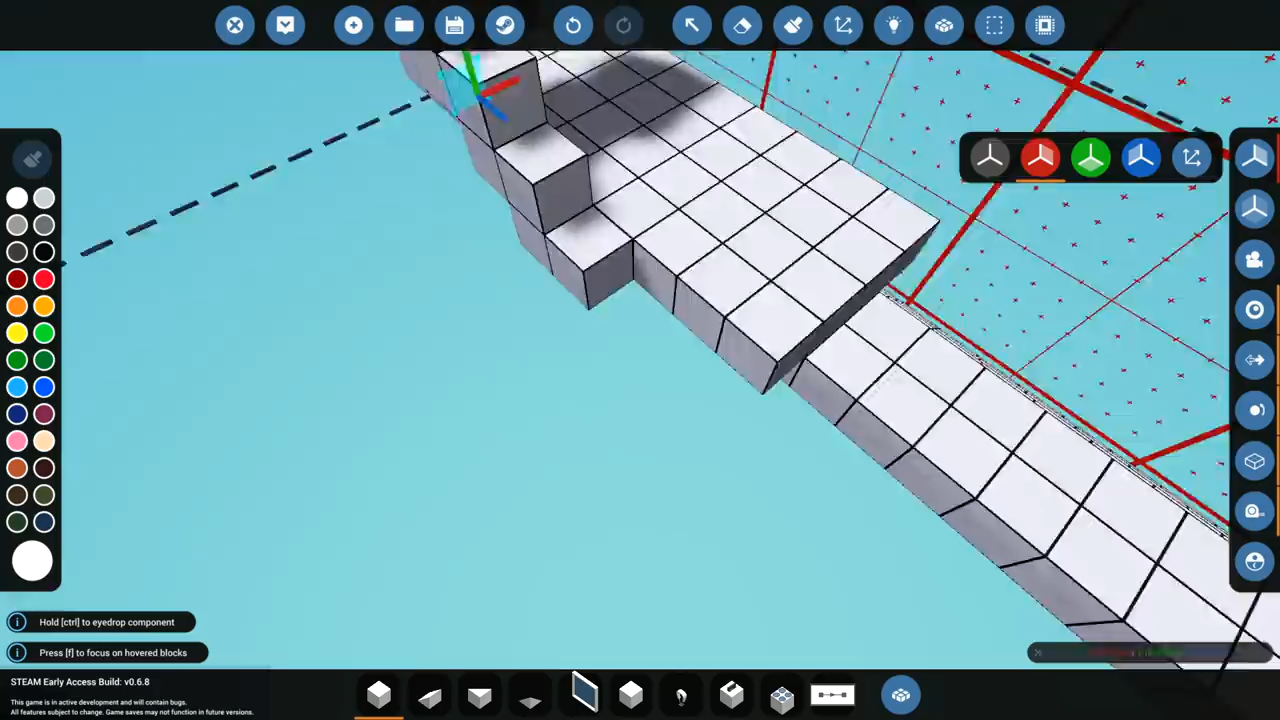 Hold [ctrl] to eyedrop component
Press [f] to focus on hovered blocks
STEAM Early Access Build: v0.6.8
This game is in active development and will contain bugs.
All features subject to change. Game saves may not function in future versions.